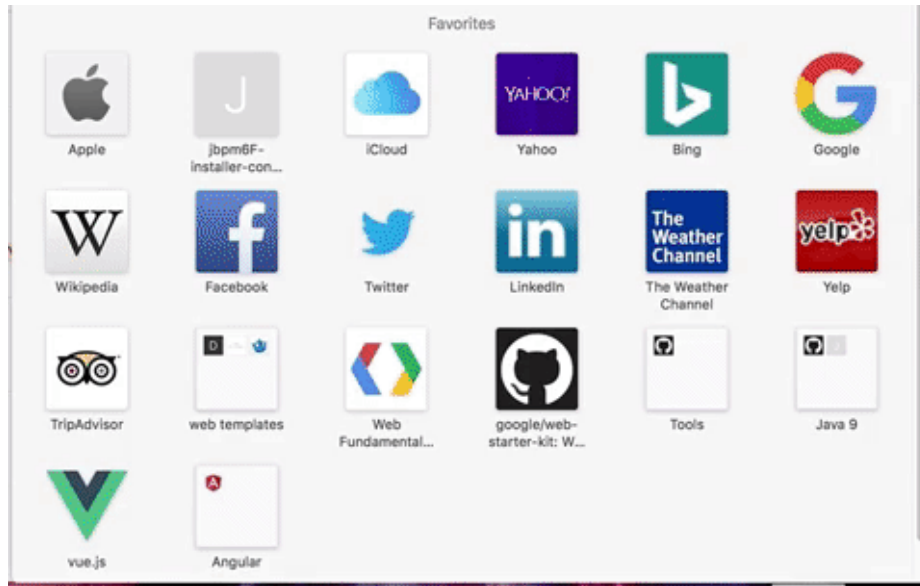 Favorites
J
YAHOO!
Apple
jbpm6F-
installer-con...
iCloud
Yahoo
Bing
Google
W
f
in
The
Weather
Channel
yelp
Wikipedia
Facebook
Twitter
LinkedIn
The Weather
Channel
Yelp
D
J
TripAdvisor
web templates
Web
Fundamental...
google/web-
starter-kit: W...
Tools
Java 9
A
vue.js
Angular